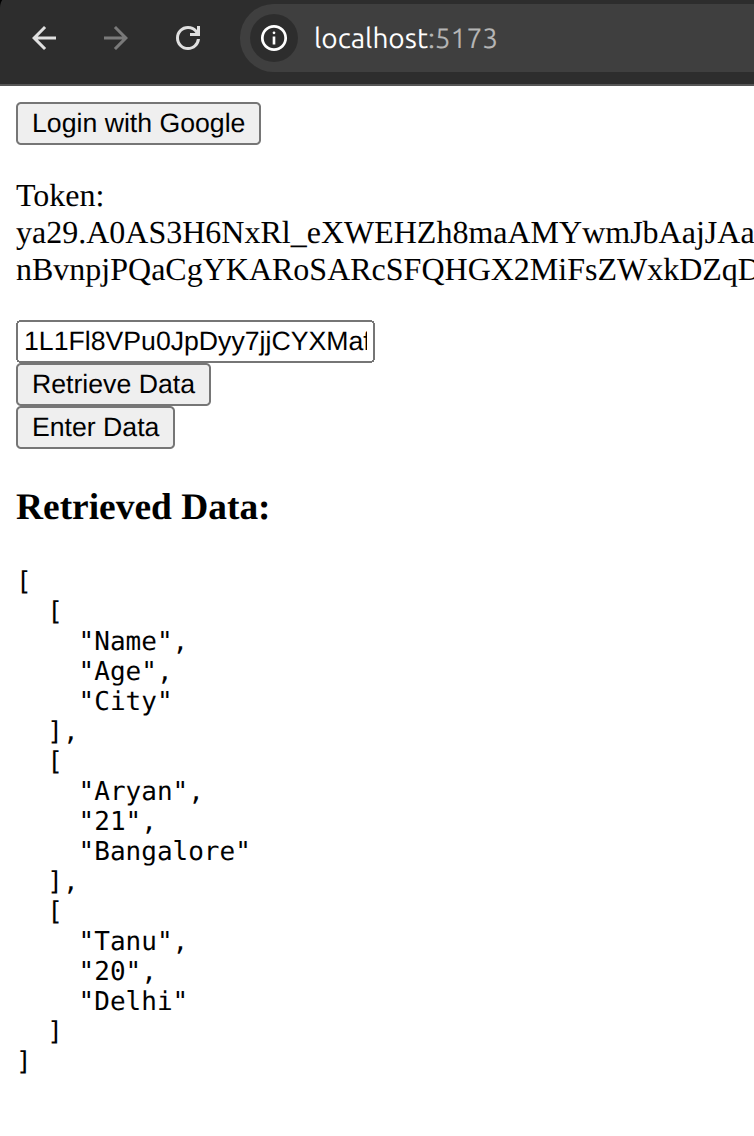 localhost:5173
Login with Google
Token:
ya29.A0AS3H6NxRl_eXWEHZh8maAMYwmJbAajJAa
nBvnpjPQaCgYKARoSARcSFQHGX2MiFsZWxkDZqD
1L1Fl8VPu0JpDyy7jjCYXMaf
Retrieve Data
Enter Data
Retrieved Data:
[
  [
    "Name",
    "Age",
    "City"
  ],
  [
    "Aryan",
    "21",
    "Bangalore"
  ],
  [
    "Tanu",
    "20",
    "Delhi"
  ]
]